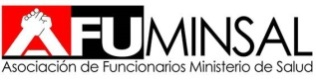 AFUMINSAL
Asociación de Funcionarios Ministerio de Salud